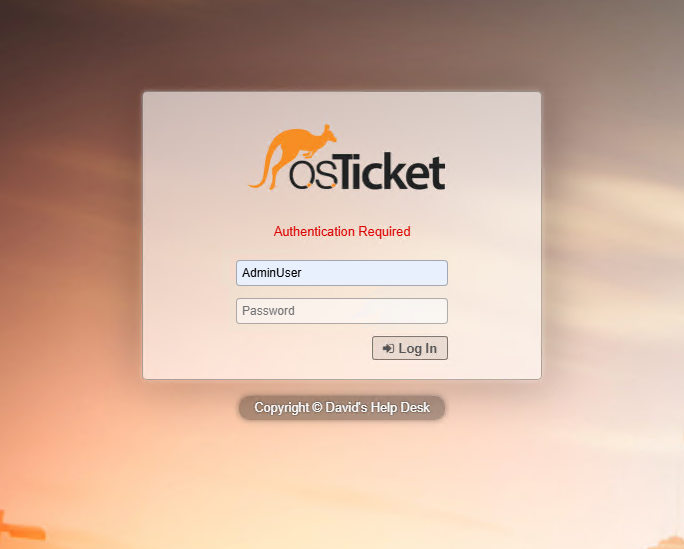 osTicket
Authentication Required
AdminUser
Password
Log In
Copyright © David's Help Desk